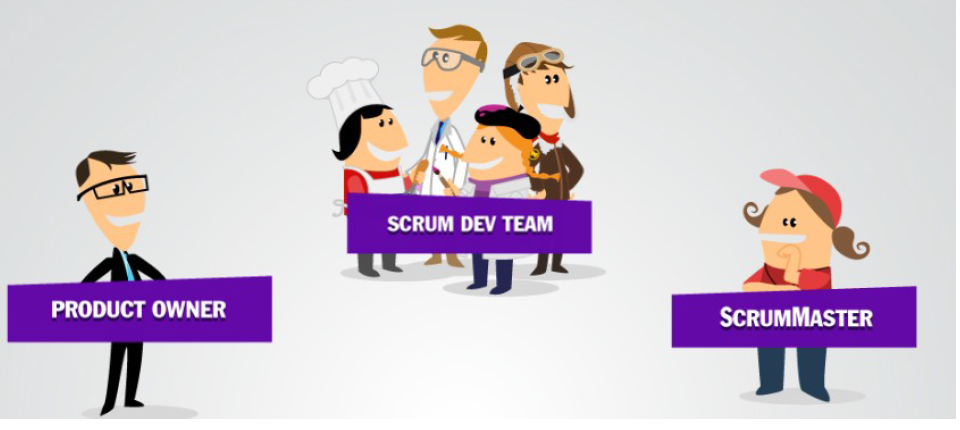 SCRUM DEV TEAM
PRODUCT OWNER
SCRUMMASTER